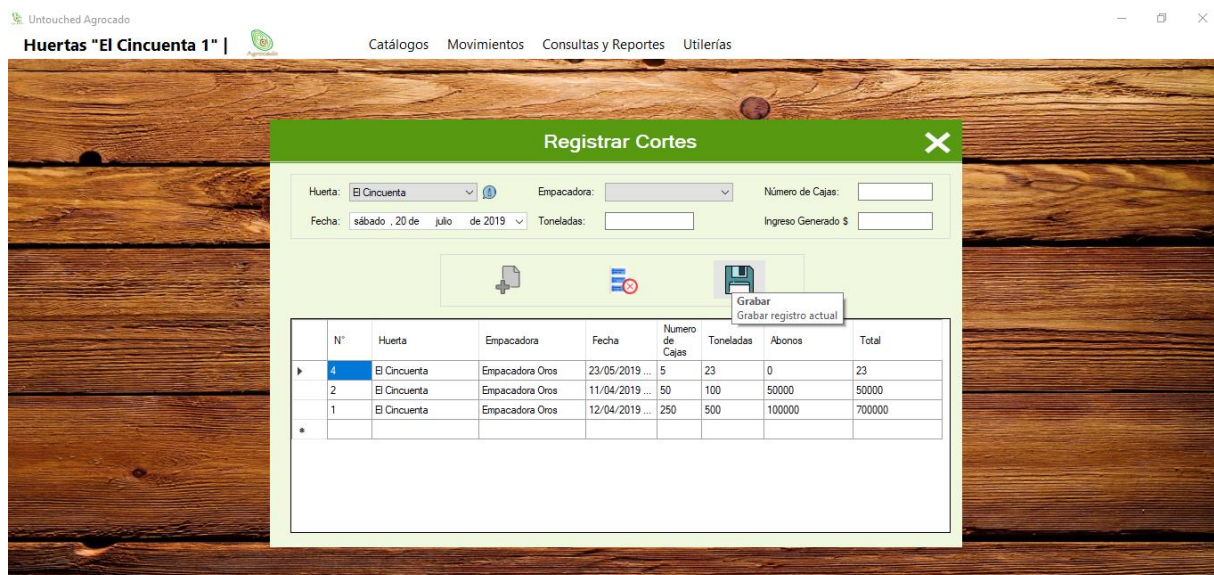 Untouched Agrocado
Huertas "El Cincuenta 1" |
Agrocado
Catálogos Movimientos Consultas y Reportes Utilerías
Registrar Cortes
Huerta: El Cincuenta Empacadora: Número de Cajas:
Fecha: sábado , 20 de julio de 2019 Toneladas: Ingreso Generado $
Grabar
Grabar registro actual
N° Huerta Empacadora Fecha Numero de Cajas Toneladas Abonos Total
4 El Cincuenta Empacadora Oros 23/05/2019 ... 5 23 0 23
2 El Cincuenta Empacadora Oros 11/04/2019 ... 50 100 50000 50000
1 El Cincuenta Empacadora Oros 12/04/2019 ... 250 500 100000 700000